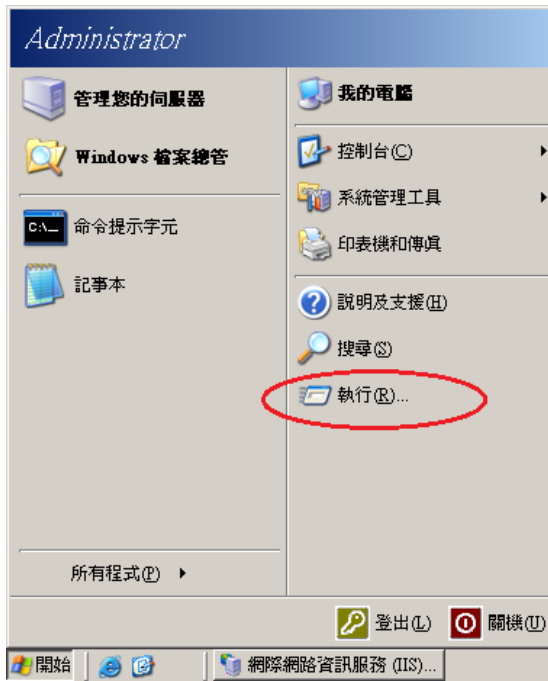 Administrator
管理您的伺服器
Windows 檔案總管
命令提示字元
C:\_
記事本
所有程式(P)
我的電腦
控制台(C)
系統管理工具
印表機和傳真
說明及支援(H)
搜尋(S)
執行(R)...
登出(L)
關機(U)
開始
網際網路資訊服務 (IIS)...